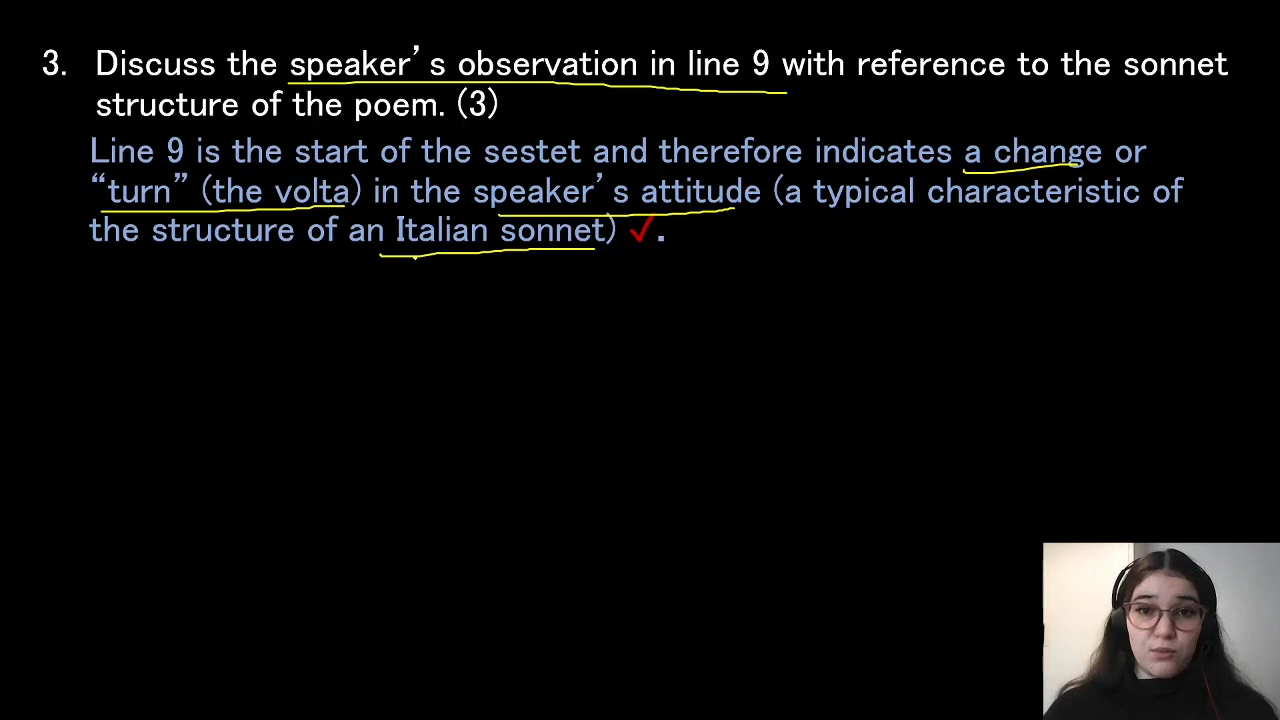 3. Discuss the speaker’s observation in line 9 with reference to the sonnet
structure of the poem. (3)
Line 9 is the start of the sestet and therefore indicates a change or
“turn” (the volta) in the speaker’s attitude (a typical characteristic of
the structure of an Italian sonnet) ✓.